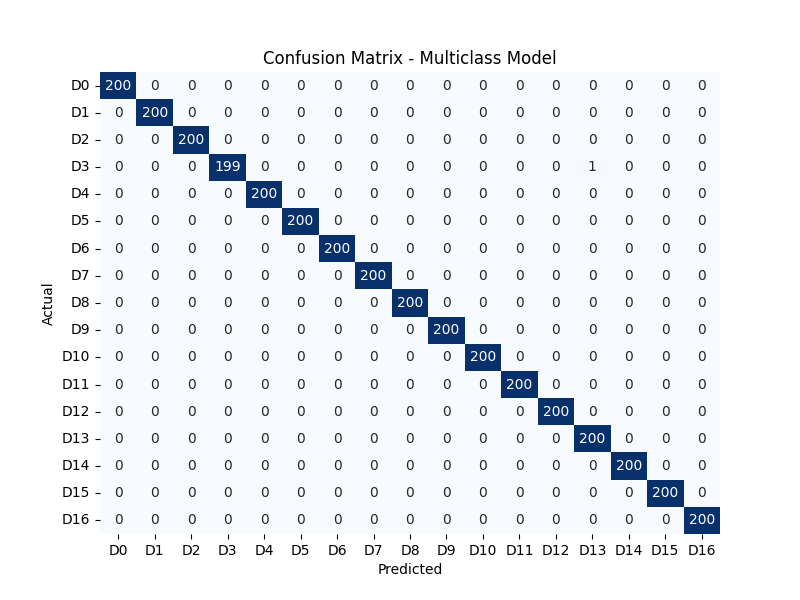 Confusion Matrix - Multiclass Model
D0 200 0 0 0 0 0 0 0 0 0 0 0 0 0 0 0 0
D1 0 200 0 0 0 0 0 0 0 0 0 0 0 0 0 0 0
D2 0 0 200 0 0 0 0 0 0 0 0 0 0 0 0 0 0
D3 0 0 0 199 0 0 0 0 0 0 0 0 0 1 0 0 0
D4 0 0 0 0 200 0 0 0 0 0 0 0 0 0 0 0 0
D5 0 0 0 0 0 200 0 0 0 0 0 0 0 0 0 0 0
D6 0 0 0 0 0 0 200 0 0 0 0 0 0 0 0 0 0
D7 0 0 0 0 0 0 0 200 0 0 0 0 0 0 0 0 0
D8 0 0 0 0 0 0 0 0 200 0 0 0 0 0 0 0 0
Actual
D9 0 0 0 0 0 0 0 0 0 200 0 0 0 0 0 0 0
D10 0 0 0 0 0 0 0 0 0 0 200 0 0 0 0 0 0
D11 0 0 0 0 0 0 0 0 0 0 0 200 0 0 0 0 0
D12 0 0 0 0 0 0 0 0 0 0 0 0 200 0 0 0 0
D13 0 0 0 0 0 0 0 0 0 0 0 0 0 200 0 0 0
D14 0 0 0 0 0 0 0 0 0 0 0 0 0 0 200 0 0
D15 0 0 0 0 0 0 0 0 0 0 0 0 0 0 0 200 0
D16 0 0 0 0 0 0 0 0 0 0 0 0 0 0 0 0 200
D0 D1 D2 D3 D4 D5 D6 D7 D8 D9 D10 D11 D12 D13 D14 D15 D16
Predicted